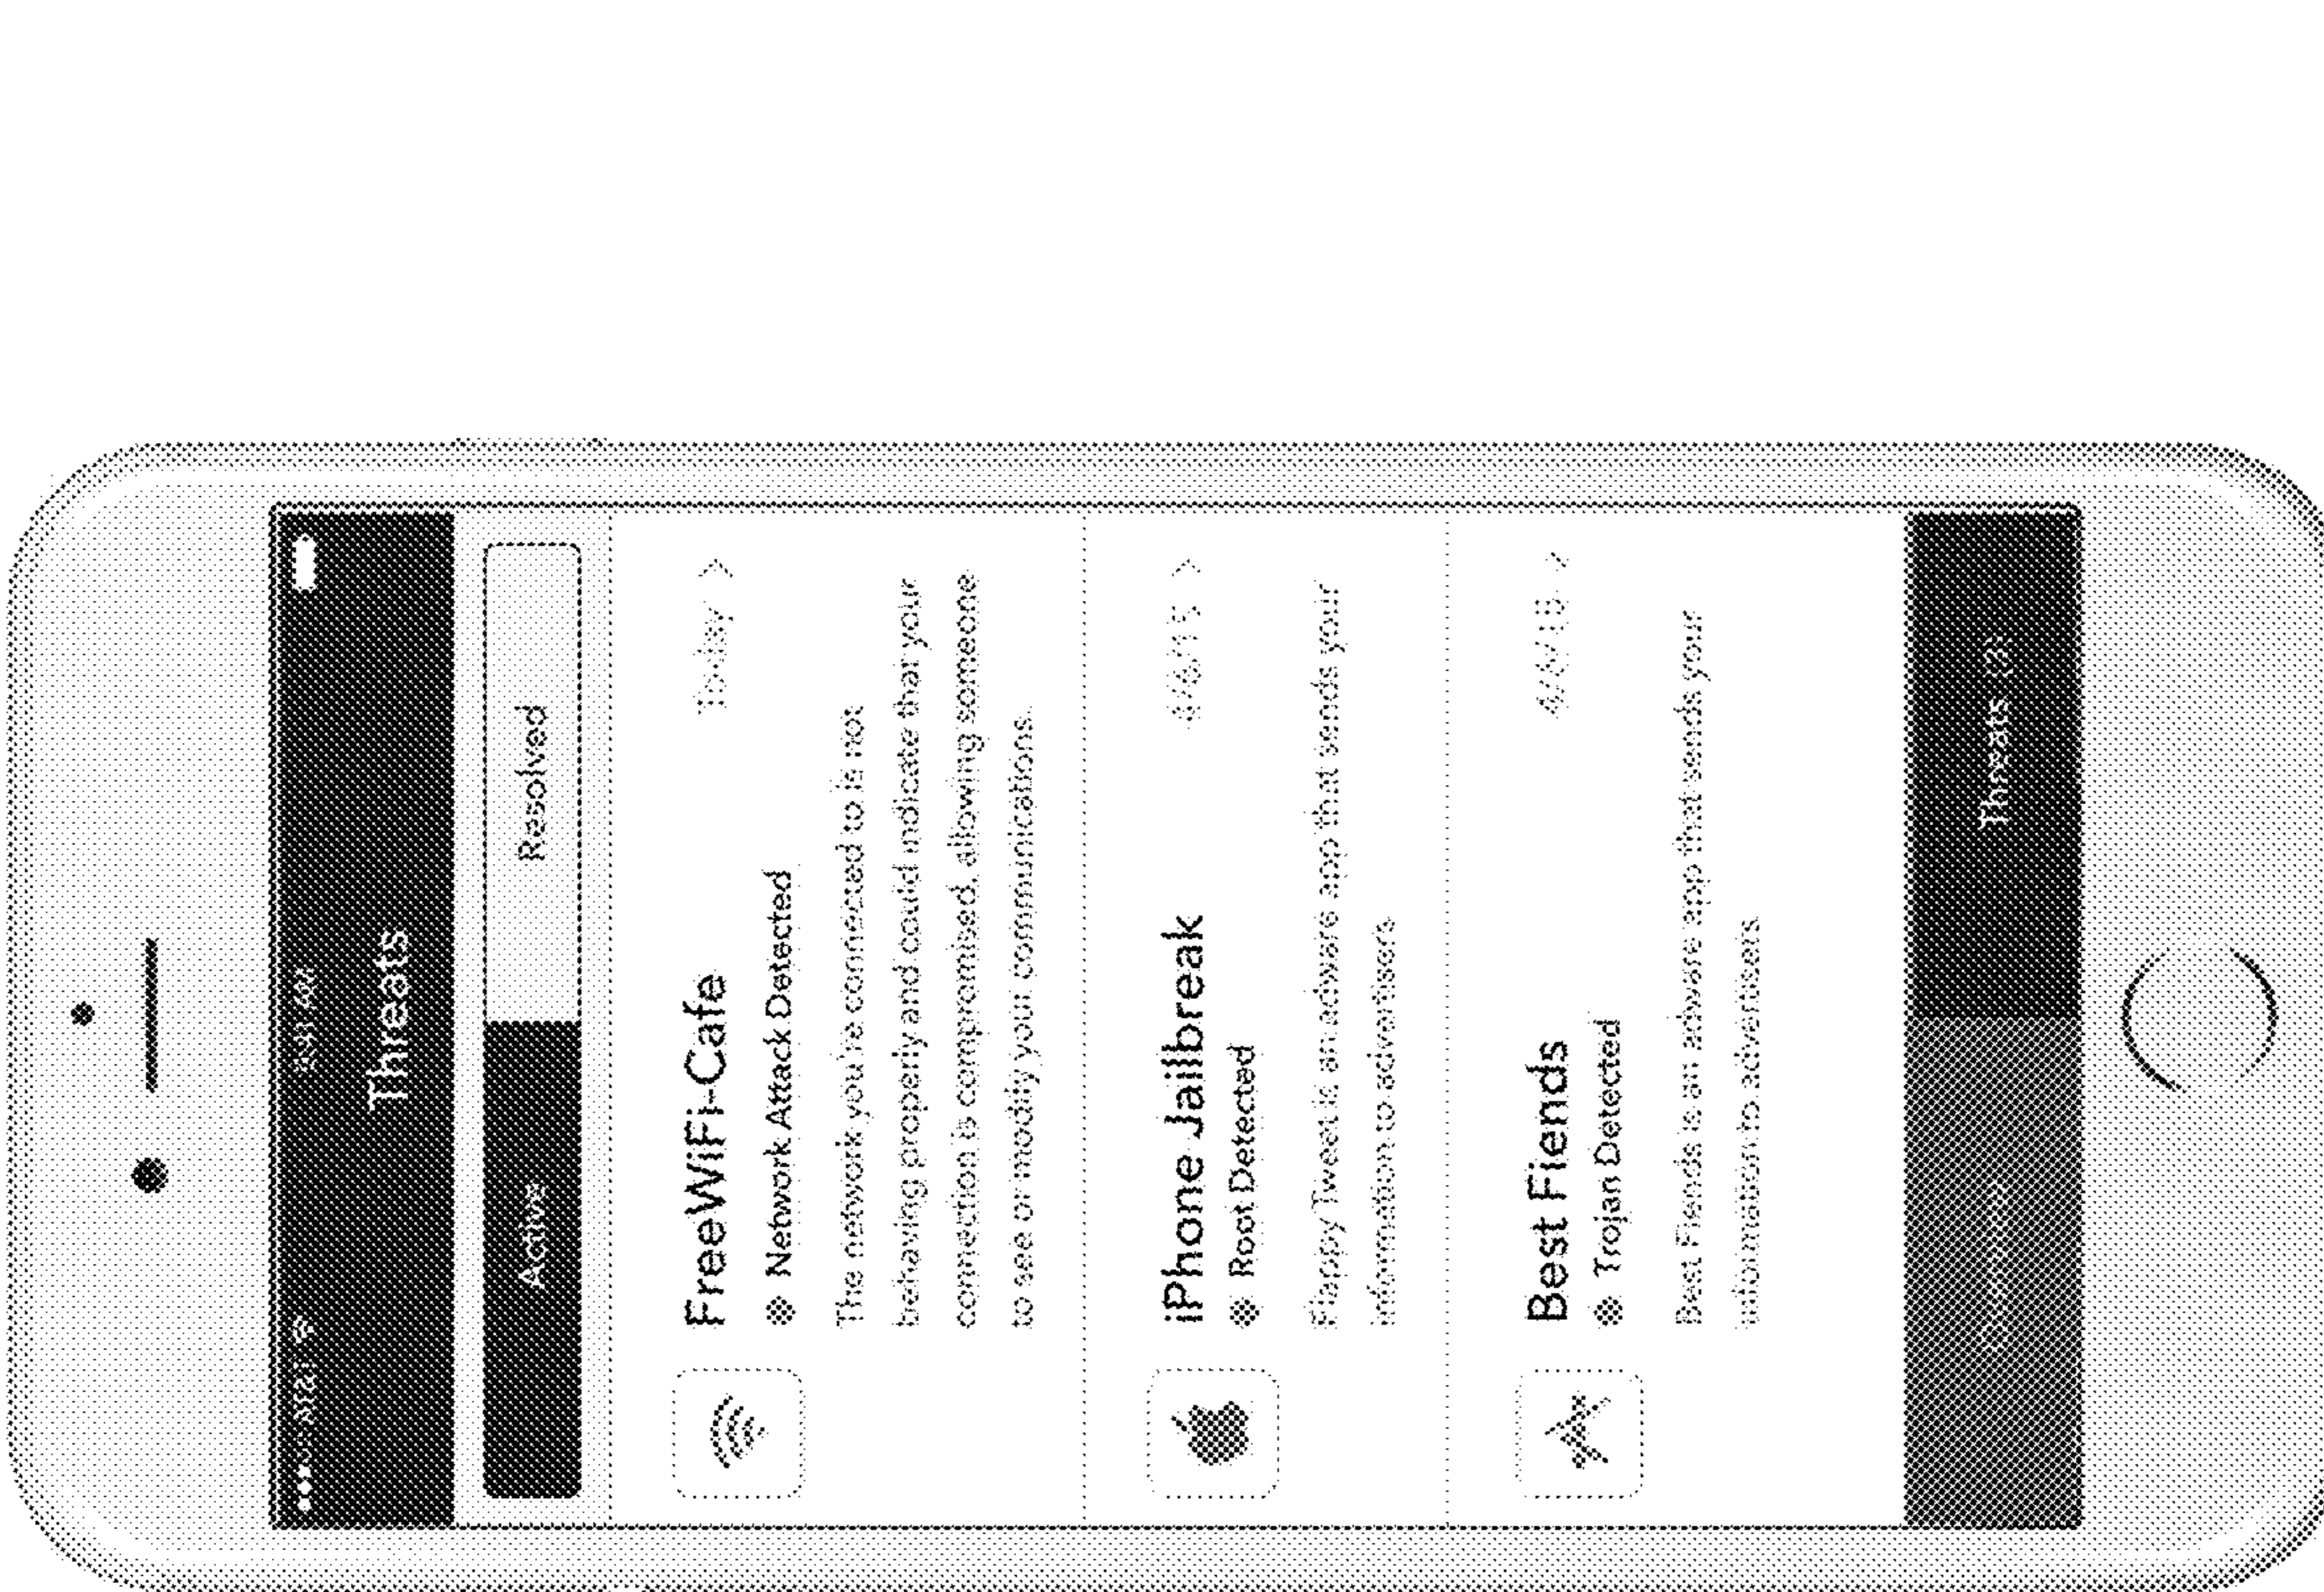 AT&T
Threats
Active Resolved
FreeWiFi-Cafe Today
Network Attack Detected
The network you're connected to is not
behaving properly and could indicate that your
connection is compromised, allowing someone
to see or modify your communications.
iPhone Jailbreak
Root Detected
FlappyTweet is an adware app that sends your
information to advertisers
Best Fiends
Trojan Detected
Best Fiends is an adware app that sends your
information to advertisers
Threats